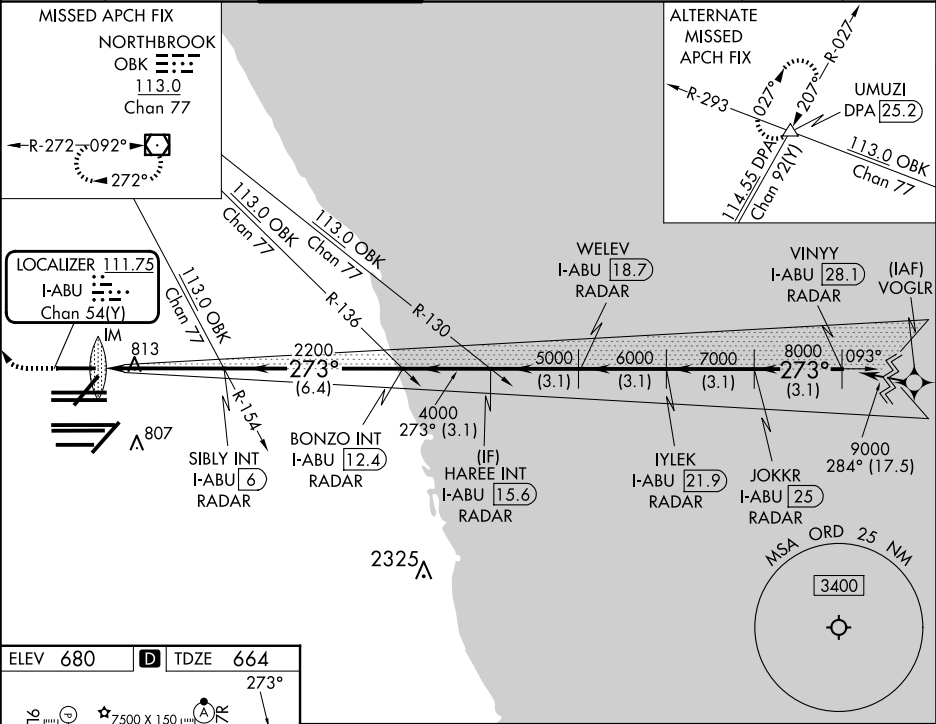 MISSED APCH FIX
NORTHBROOK
OBK
113.0
Chan 77
R-272
092°
272°
ALTERNATE
MISSED
APCH FIX
R-027
027°
207°
R-293
UMUZI
DPA 25.2
113.0 OBK
Chan 77
114.55 DPA
Chan 92(Y)
113.0 OBK
Chan 77
113.0 OBK
Chan 77
113.0 OBK
Chan 77
R-136
R-130
R-154
LOCALIZER 111.75
I-ABU
Chan 54(Y)
IM
813
807
WELEV
I-ABU 18.7
RADAR
VINYY
I-ABU 28.1
RADAR
(IAF)
VOGLR
2200
273°
(6.4)
4000
273° (3.1)
5000
(3.1)
6000
(3.1)
7000
(3.1)
8000
273°
(3.1)
093°
9000
284° (17.5)
SIBLY INT
I-ABU 6
RADAR
BONZO INT
I-ABU 12.4
RADAR
(IF)
HAREE INT
I-ABU 15.6
RADAR
IYLEK
I-ABU 21.9
RADAR
JOKKR
I-ABU 25
RADAR
2325
MSA ORD 25 NM
3400
ELEV 680
D
TDZE 664
273°
16
P
7500 X 150
A
7R